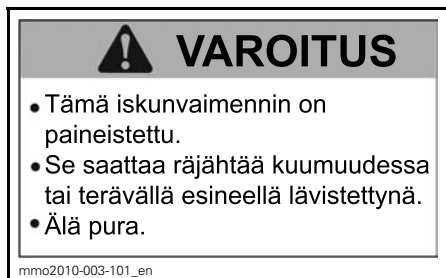 VAROITUS
• Tämä iskunvaimennin on
paineistettu.
• Se saattaa räjähtää kuumuudessa
tai terävällä esineellä lävistettynä.
• Älä pura.
mmo2010-003-101_en